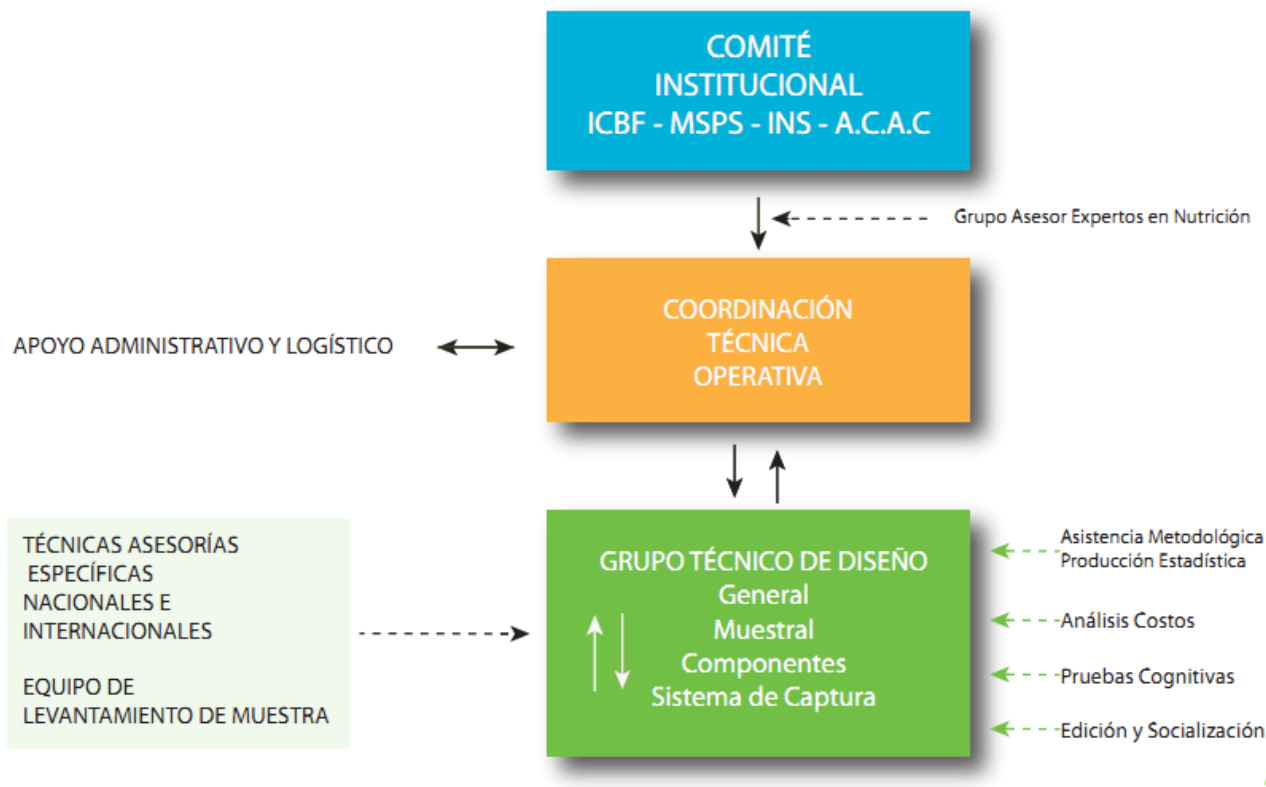 COMITÉ
INSTITUCIONAL
ICBF - MSPS - INS - A.C.A.C
Grupo Asesor Expertos en Nutrición
COORDINACIÓN
TÉCNICA
OPERATIVA
APOYO ADMINISTRATIVO Y LOGÍSTICO
TÉCNICAS ASESORÍAS
ESPECÍFICAS
NACIONALES E
INTERNACIONALES
EQUIPO DE
LEVANTAMIENTO DE MUESTRA
GRUPO TÉCNICO DE DISEÑO
General
Muestral
Componentes
Sistema de Captura
Asistencia Metodológica
Producción Estadística
Análisis Costos
Pruebas Cognitivas
Edición y Socialización